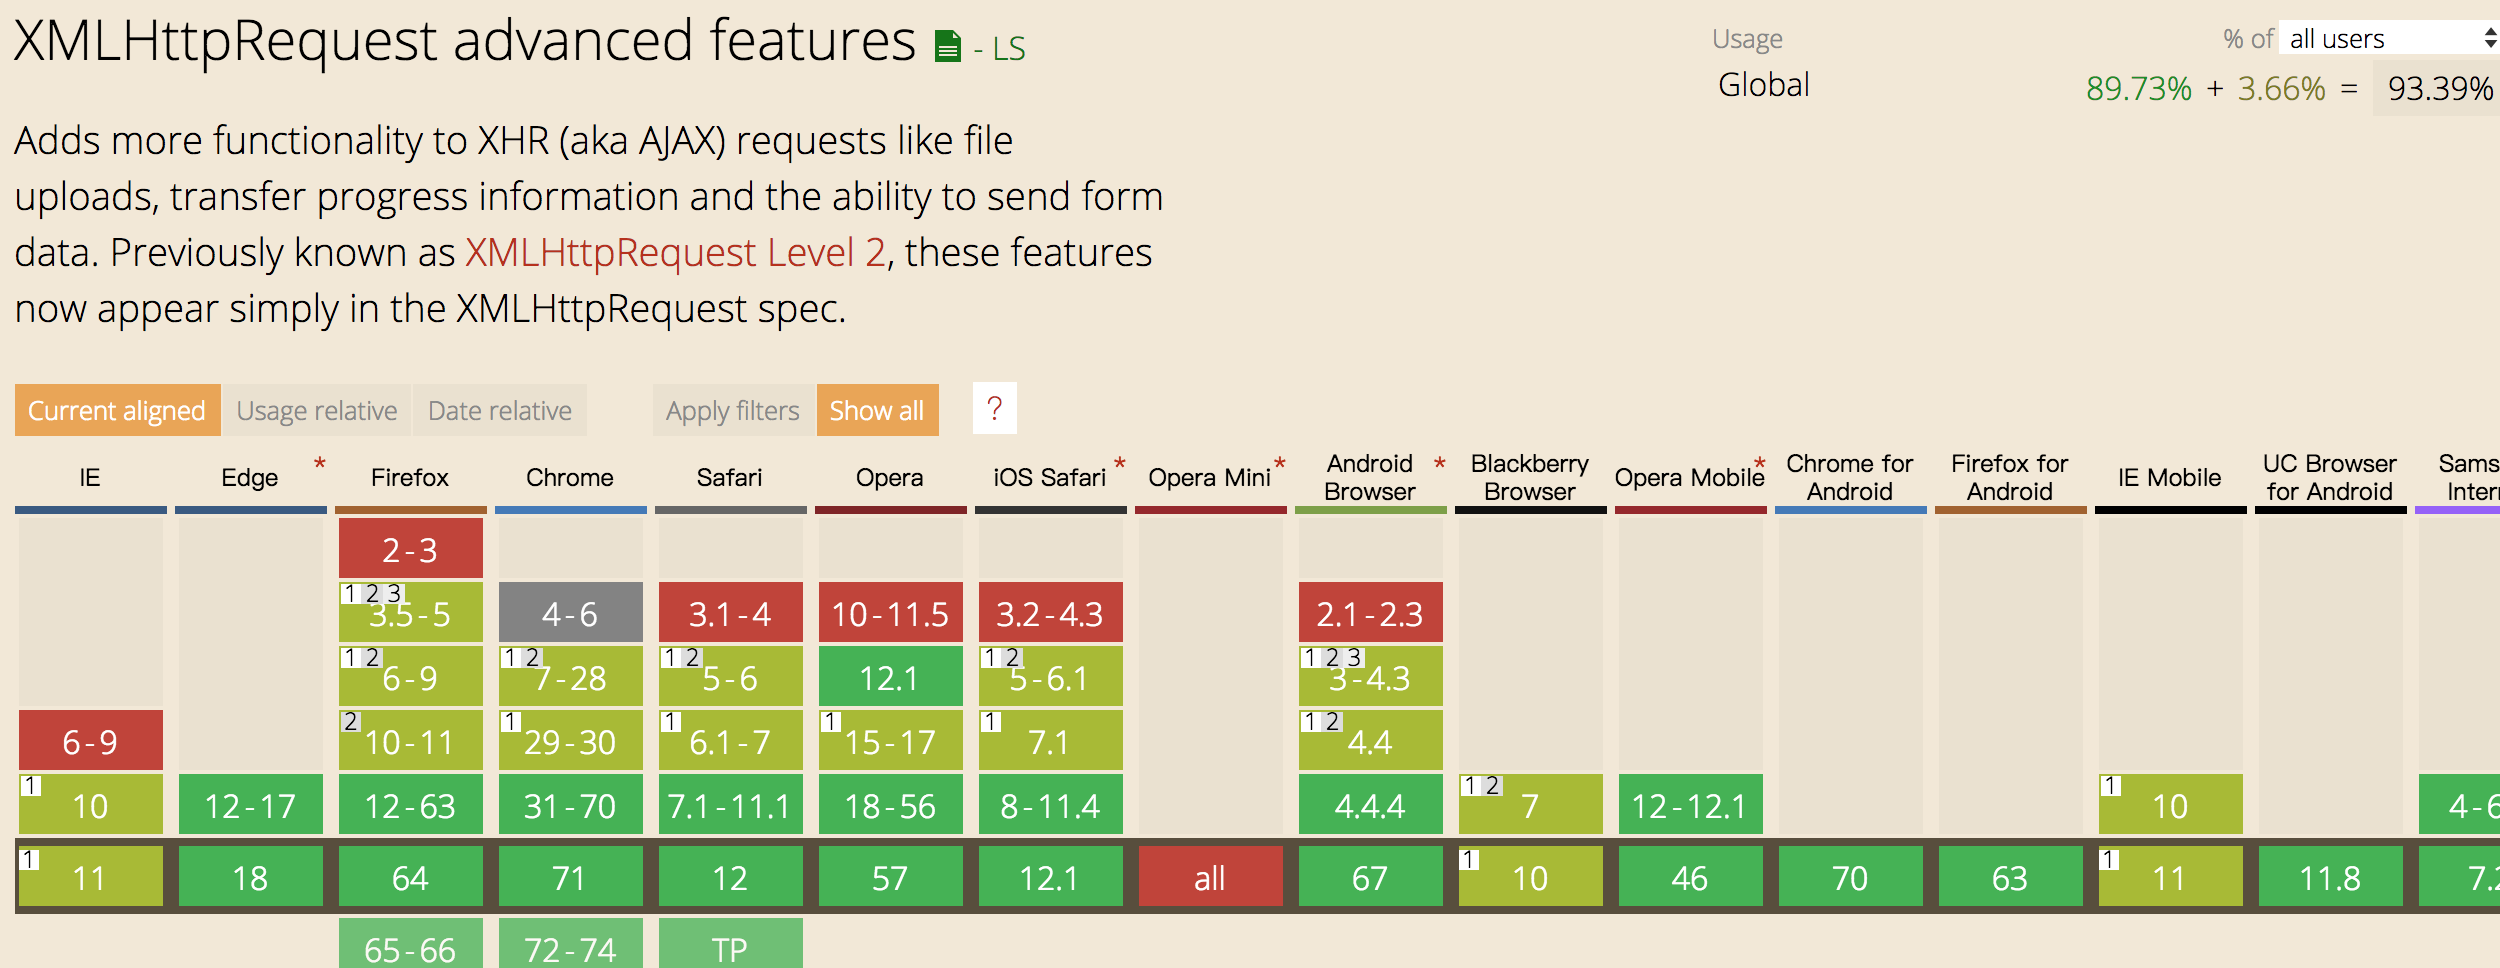 XMLHttpRequest advanced features - LS
Usage % of all users
Global 89.73% + 3.66% = 93.39%
Adds more functionality to XHR (aka AJAX) requests like file
uploads, transfer progress information and the ability to send form
data. Previously known as XMLHttpRequest Level 2, these features
now appear simply in the XMLHttpRequest spec.
Current aligned Usage relative Date relative Apply filters Show all ?
IE Edge * Firefox Chrome Safari Opera iOS Safari * Opera Mini * Android Browser * Blackberry Browser Opera Mobile * Chrome for Android Firefox for Android IE Mobile UC Browser for Android
2-3
1 2 3 3.5-5 4-6 3.1-4 10-11.5 3.2-4.3 2.1-2.3
1 2 6-9 1 2 7-28 1 2 5-6 12.1 1 2 5-6.1 1 2 3 3-4.3
6-9 2 10-11 1 29-30 1 6.1-7 1 15-17 1 7.1 1 2 4.4
1 10 12-17 12-63 31-70 7.1-11.1 18-56 8-11.4 4.4.4 1 2 7 12-12.1 1 10
1 11 18 64 71 12 57 12.1 all 67 1 10 46 70 63 1 11 11.8
65-66 72-74 TP